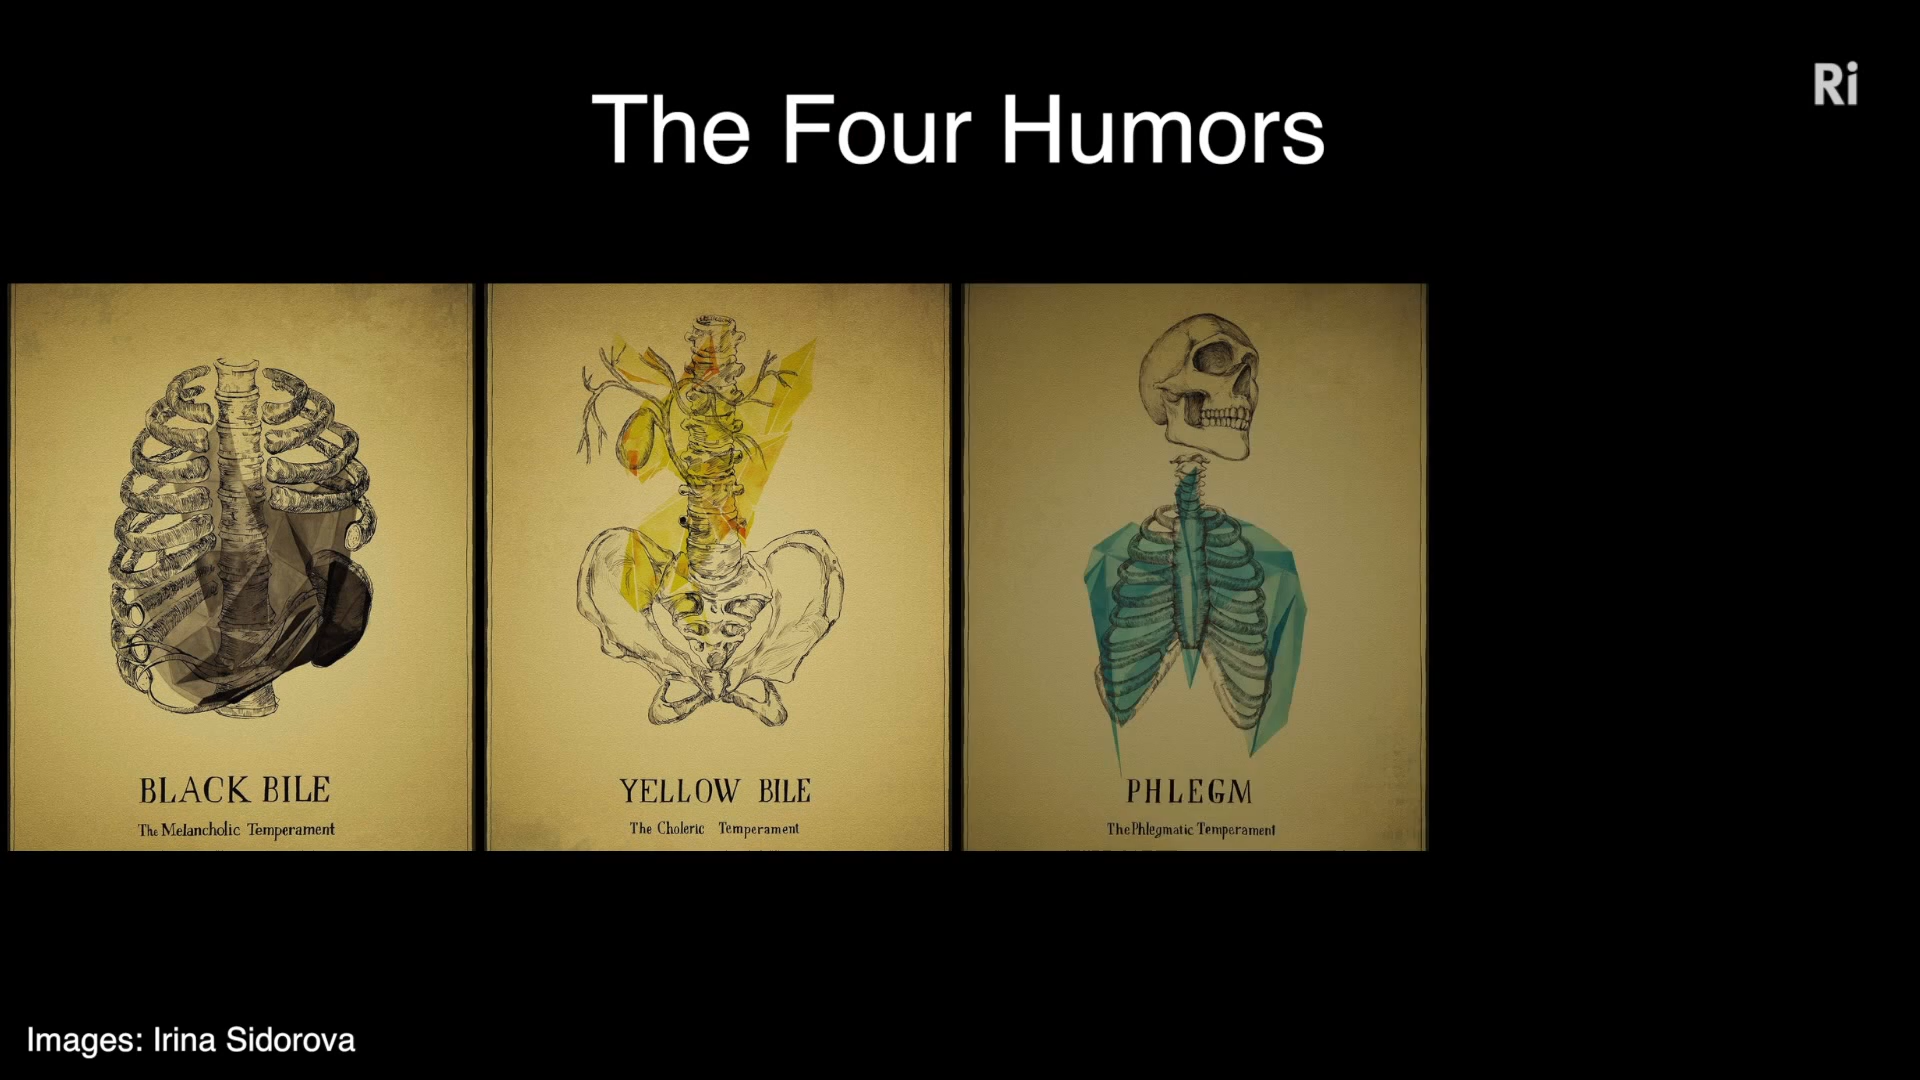 The Four Humors
Ri
BLACK BILE
The Melancholic Temperament
YELLOW BILE
The Choleric Temperament
PHLEGM
The Phlegmatic Temperament
Images: Irina Sidorova